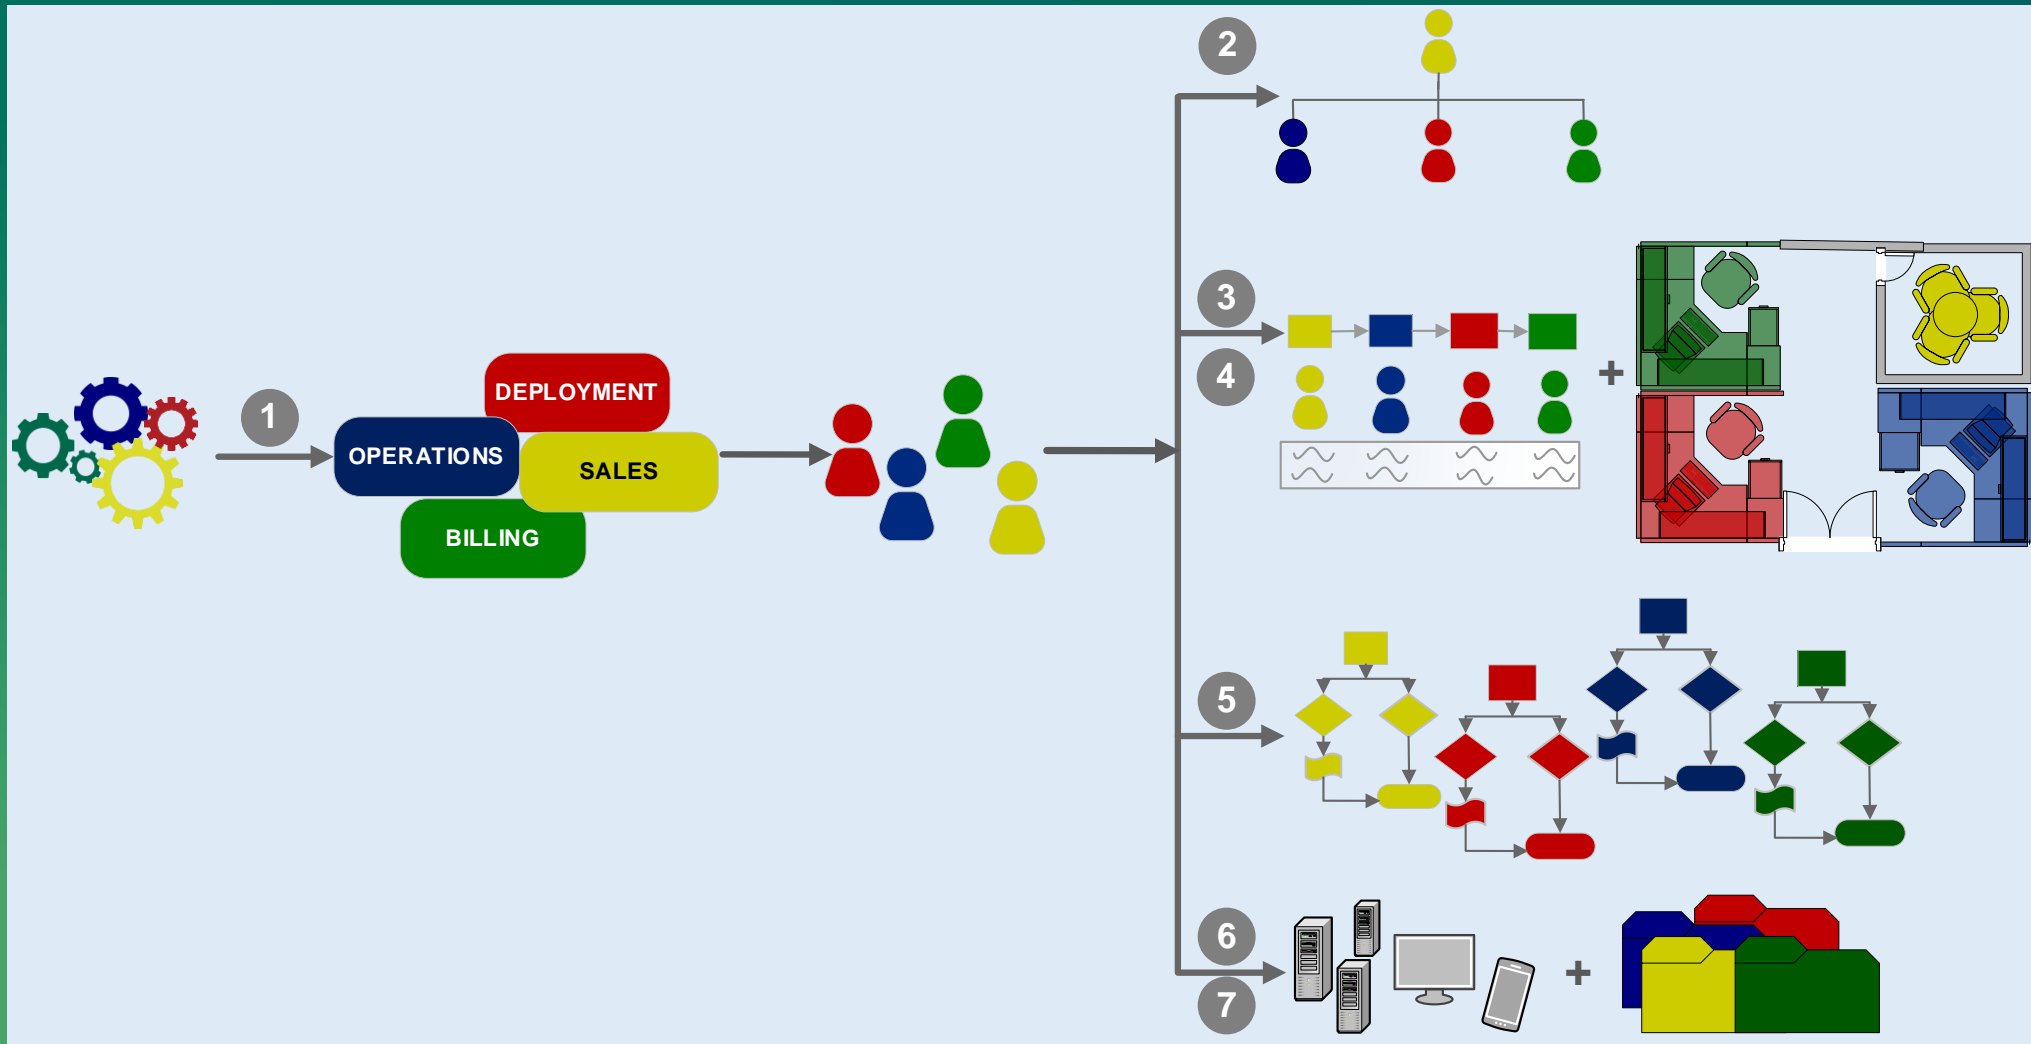 1
DEPLOYMENT
OPERATIONS
SALES
BILLING
2
3
4
+
5
6
7
+